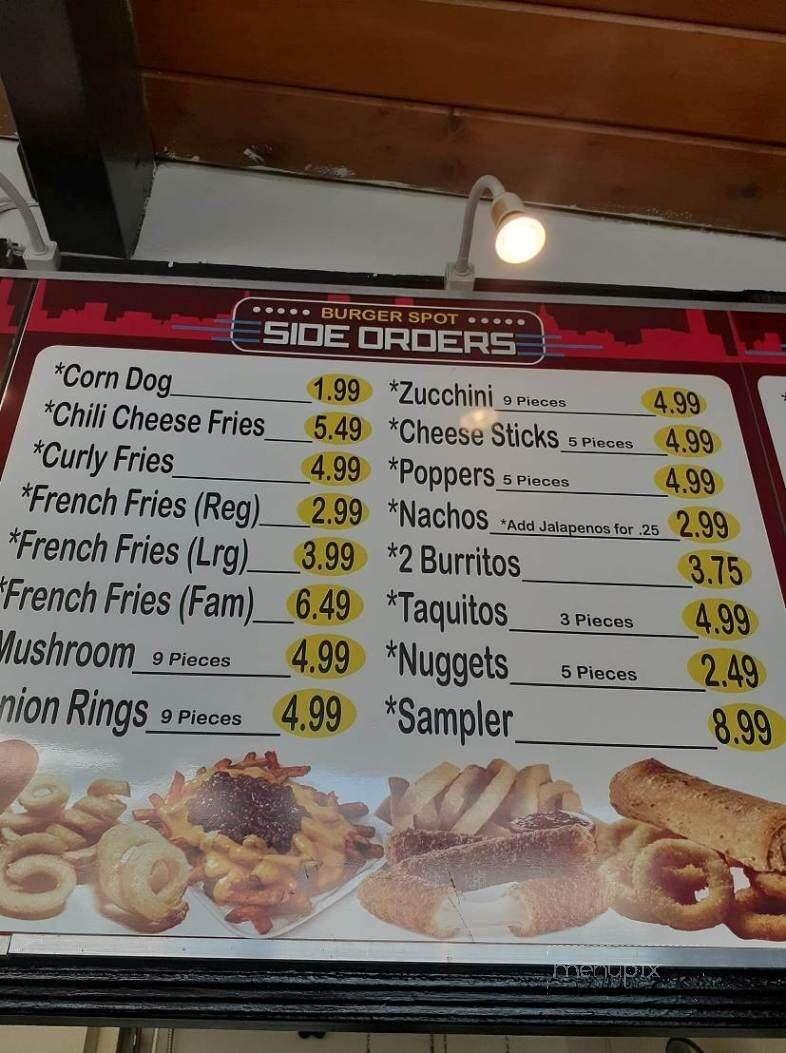 BURGER SPOT
SIDE ORDERS
*Corn Dog 1.99
*Chili Cheese Fries 5.49
*Curly Fries 4.99
*French Fries (Reg) 2.99
*French Fries (Lrg) 3.99
*French Fries (Fam) 6.49
Mushroom 9 Pieces 4.99
nion Rings 9 Pieces 4.99
*Zucchini 9 Pieces 4.99
*Cheese Sticks 5 Pieces 4.99
*Poppers 5 Pieces 4.99
*Nachos *Add Jalapenos for .25 2.99
*2 Burritos 3.75
*Taquitos 3 Pieces 4.99
*Nuggets 5 Pieces 2.49
*Sampler 8.99
menupix